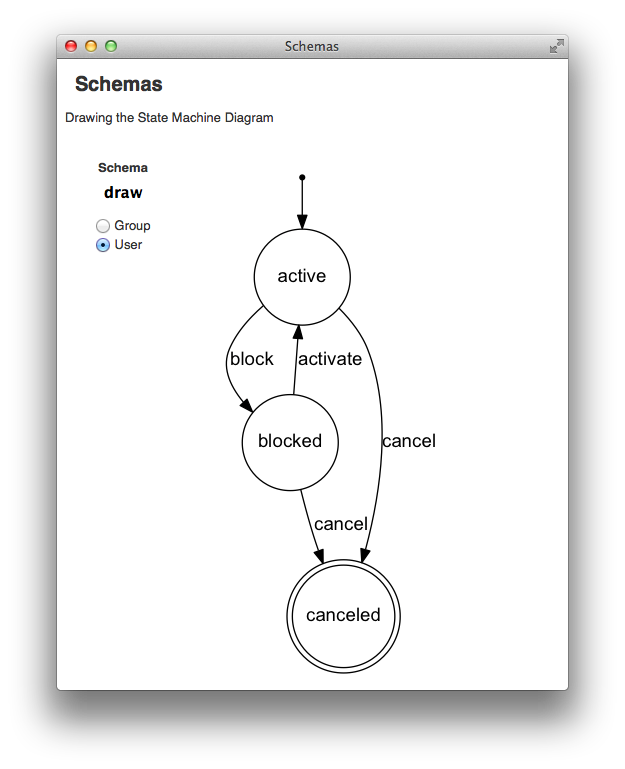 Schemas
Schemas
Drawing the State Machine Diagram
Schema
draw
Group
User
active
block
activate
blocked
cancel
cancel
canceled